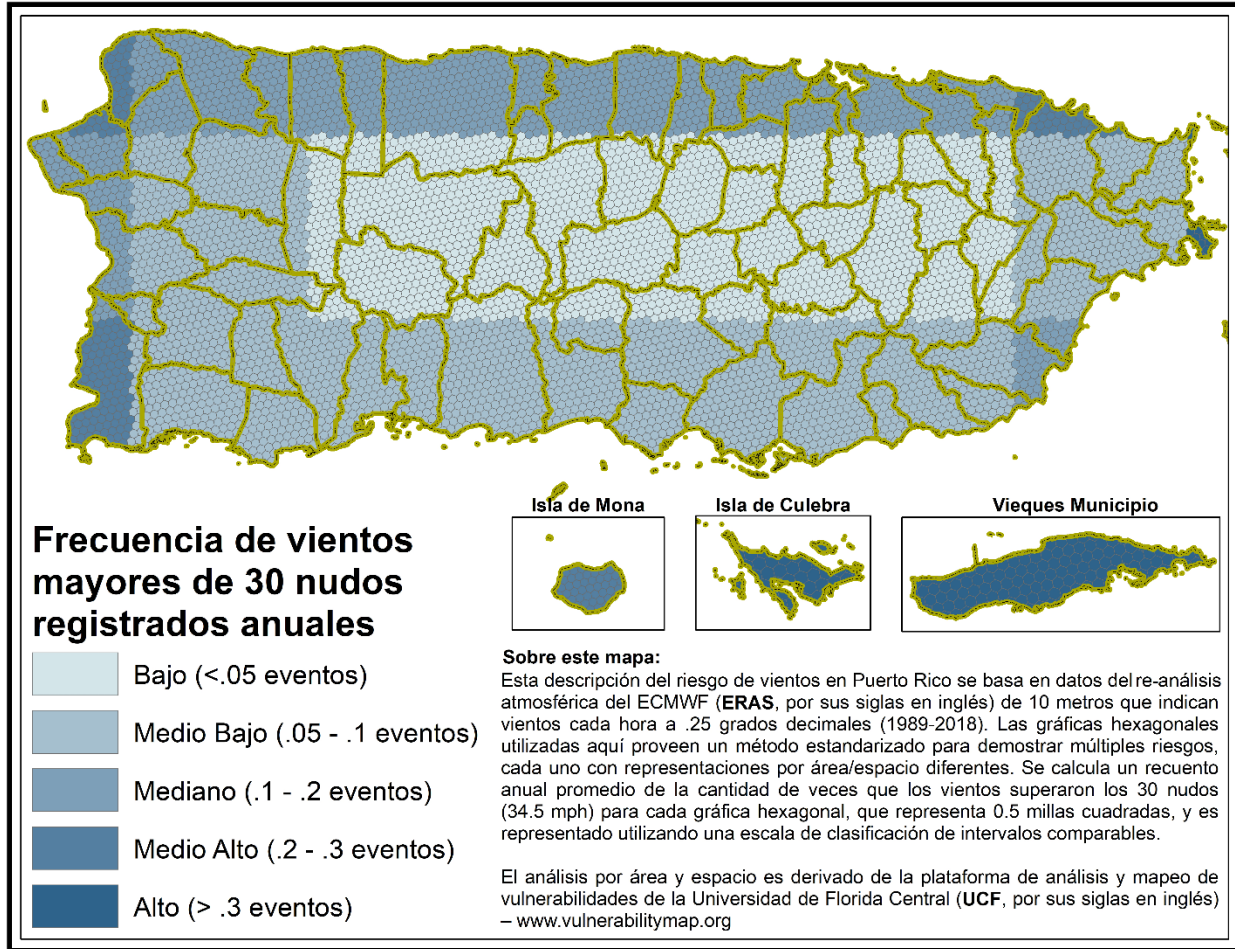 Isla de Mona
Isla de Culebra
Vieques Municipio
Frecuencia de vientos
mayores de 30 nudos
registrados anuales
Bajo (<.05 eventos)
Medio Bajo (.05 - .1 eventos)
Mediano (.1 - .2 eventos)
Medio Alto (.2 - .3 eventos)
Alto (> .3 eventos)
Sobre este mapa:
Esta descripción del riesgo de vientos en Puerto Rico se basa en datos del re-análisis
atmosférica del ECMWF (ERAS, por sus siglas en inglés) de 10 metros que indican
vientos cada hora a .25 grados decimales (1989-2018). Las gráficas hexagonales
utilizadas aquí proveen un método estandarizado para demostrar múltiples riesgos,
cada uno con representaciones por área/espacio diferentes. Se calcula un recuento
anual promedio de la cantidad de veces que los vientos superaron los 30 nudos
(34.5 mph) para cada gráfica hexagonal, que representa 0.5 millas cuadradas, y es
representado utilizando una escala de clasificación de intervalos comparables.
El análisis por área y espacio es derivado de la plataforma de análisis y mapeo de
vulnerabilidades de la Universidad de Florida Central (UCF, por sus siglas en inglés)
– www.vulnerabilitymap.org